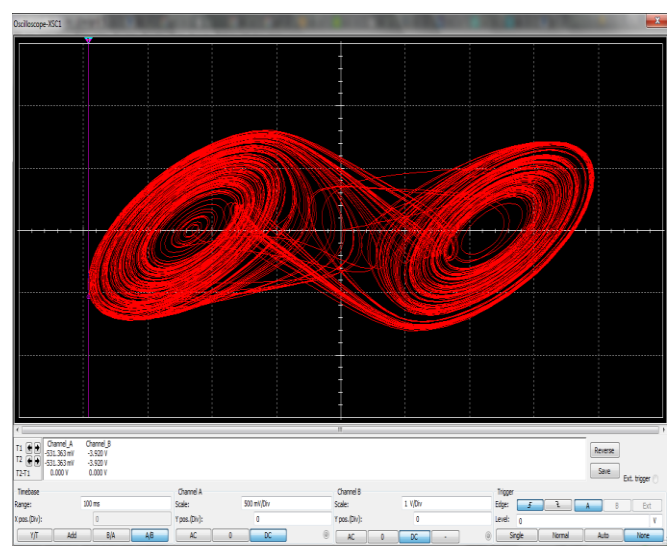 Oscilloscope-XSC1
x
Channel_A Channel_B
T1 -531.363 mV -3.920 V
T2 -531.363 mV -3.920 V
T2-T1 0.000 V 0.000 V
Reverse
Save
Ext. trigger
Timebase Channel A Channel B Trigger
Range: 100 ms Scale: 500 mV/Div Scale: 1 V/Div Edge: A B Ext
X pos.(Div): 0 Y pos.(Div): 0 Y pos.(Div): 0 Level: 0 V
Y/T Add B/A A/B AC 0 DC AC 0 DC - Single Normal Auto None